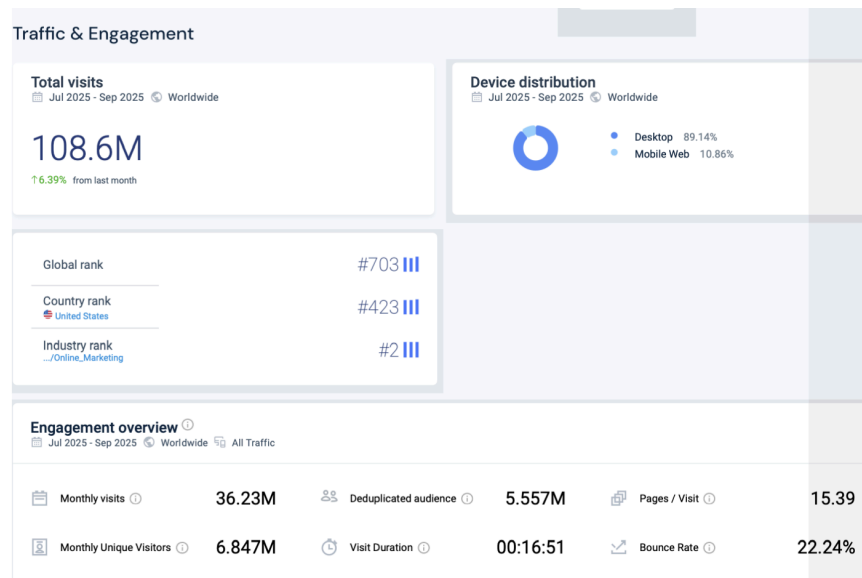 Traffic & Engagement
Total visits
Jul 2025 - Sep 2025 Worldwide
108.6M
↑6.39% from last month
Device distribution
Jul 2025 - Sep 2025 Worldwide
Desktop 89.14%
Mobile Web 10.86%
Global rank #703
Country rank #423
United States
Industry rank #2
.../Online_Marketing
Engagement overview
Jul 2025 - Sep 2025 Worldwide All Traffic
Monthly visits 36.23M Deduplicated audience 5.557M Pages / Visit 15.39
Monthly Unique Visitors 6.847M Visit Duration 00:16:51 Bounce Rate 22.24%